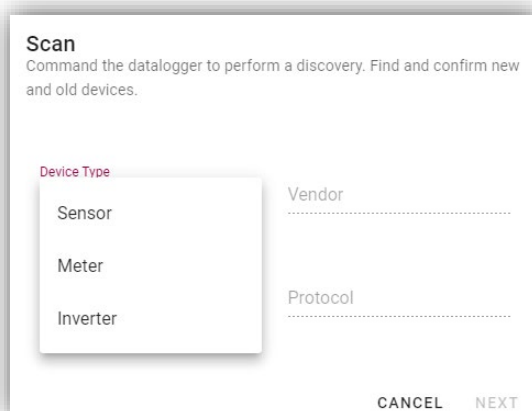 Scan
Command the datalogger to perform a discovery. Find and confirm new
and old devices.
Device Type
Sensor
Meter
Inverter
Vendor
Protocol
CANCEL NEXT